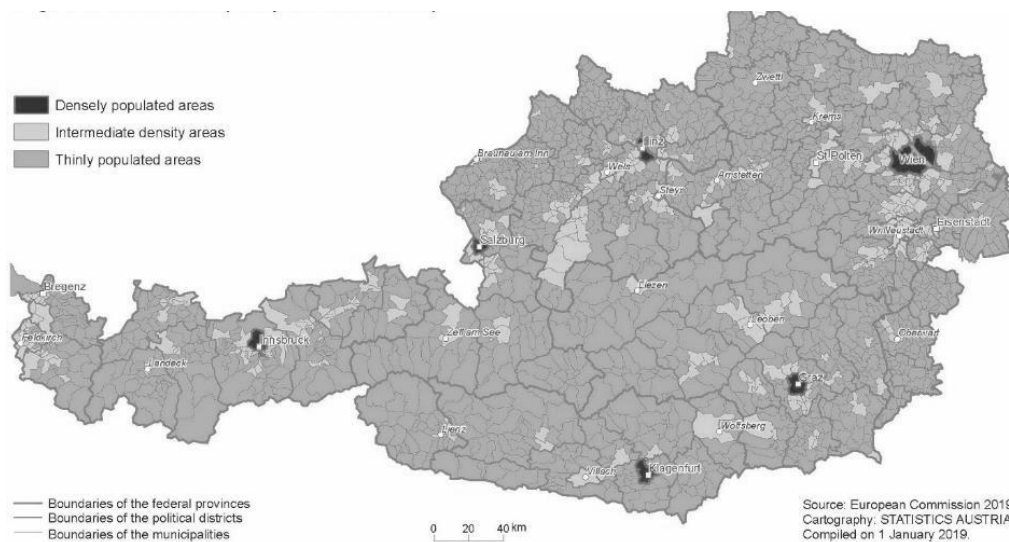 Densely populated areas
Intermediate density areas
Thinly populated areas
Zwettl
Krems
Linz
Braunau am Inn
Wels
St.Pölten
Wien
Amstetten
Steyr
Eisenstadt
Wr.Neustadt
Salzburg
Bregenz
Liezen
Leoben
Oberwart
Zell am See
Feldkirch
Innsbruck
Landeck
Graz
Wolfsberg
Lienz
Villach
Klagenfurt
Boundaries of the federal provinces
Boundaries of the political districts
Boundaries of the municipalities
0 20 40 km
Source: European Commission 2019
Cartography: STATISTICS AUSTRIA
Compiled on 1 January 2019.